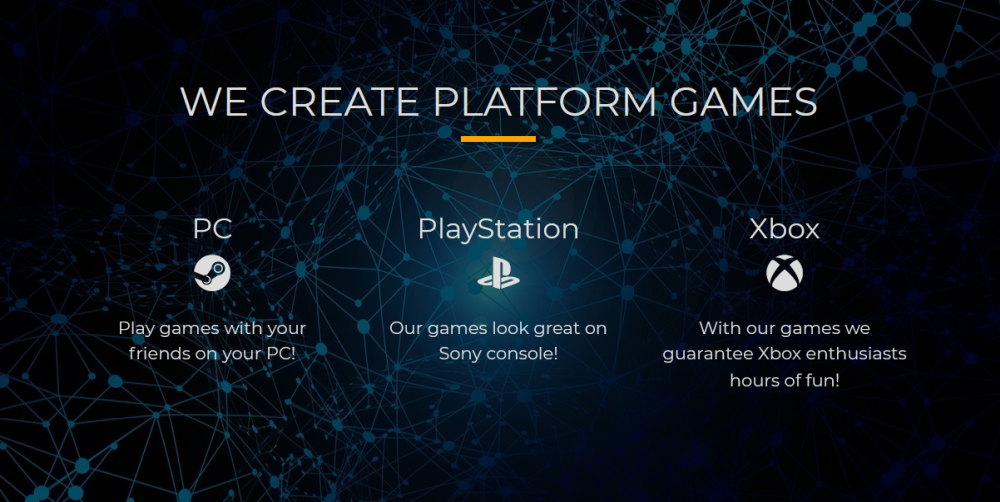 WE CREATE PLATFORM GAMES
PC
PlayStation
Xbox
Play games with your
friends on your PC!
Our games look great on
Sony console!
With our games we
guarantee Xbox enthusiasts
hours of fun!